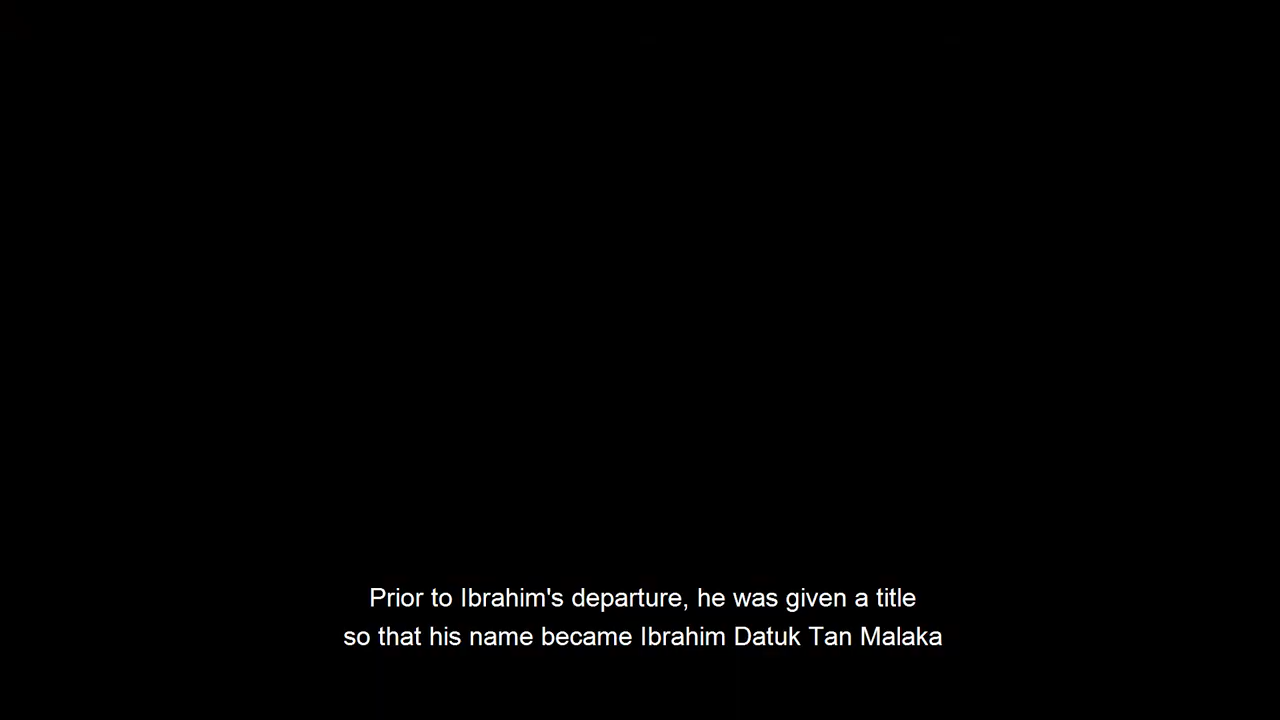 Prior to Ibrahim's departure, he was given a title
so that his name became Ibrahim Datuk Tan Malaka